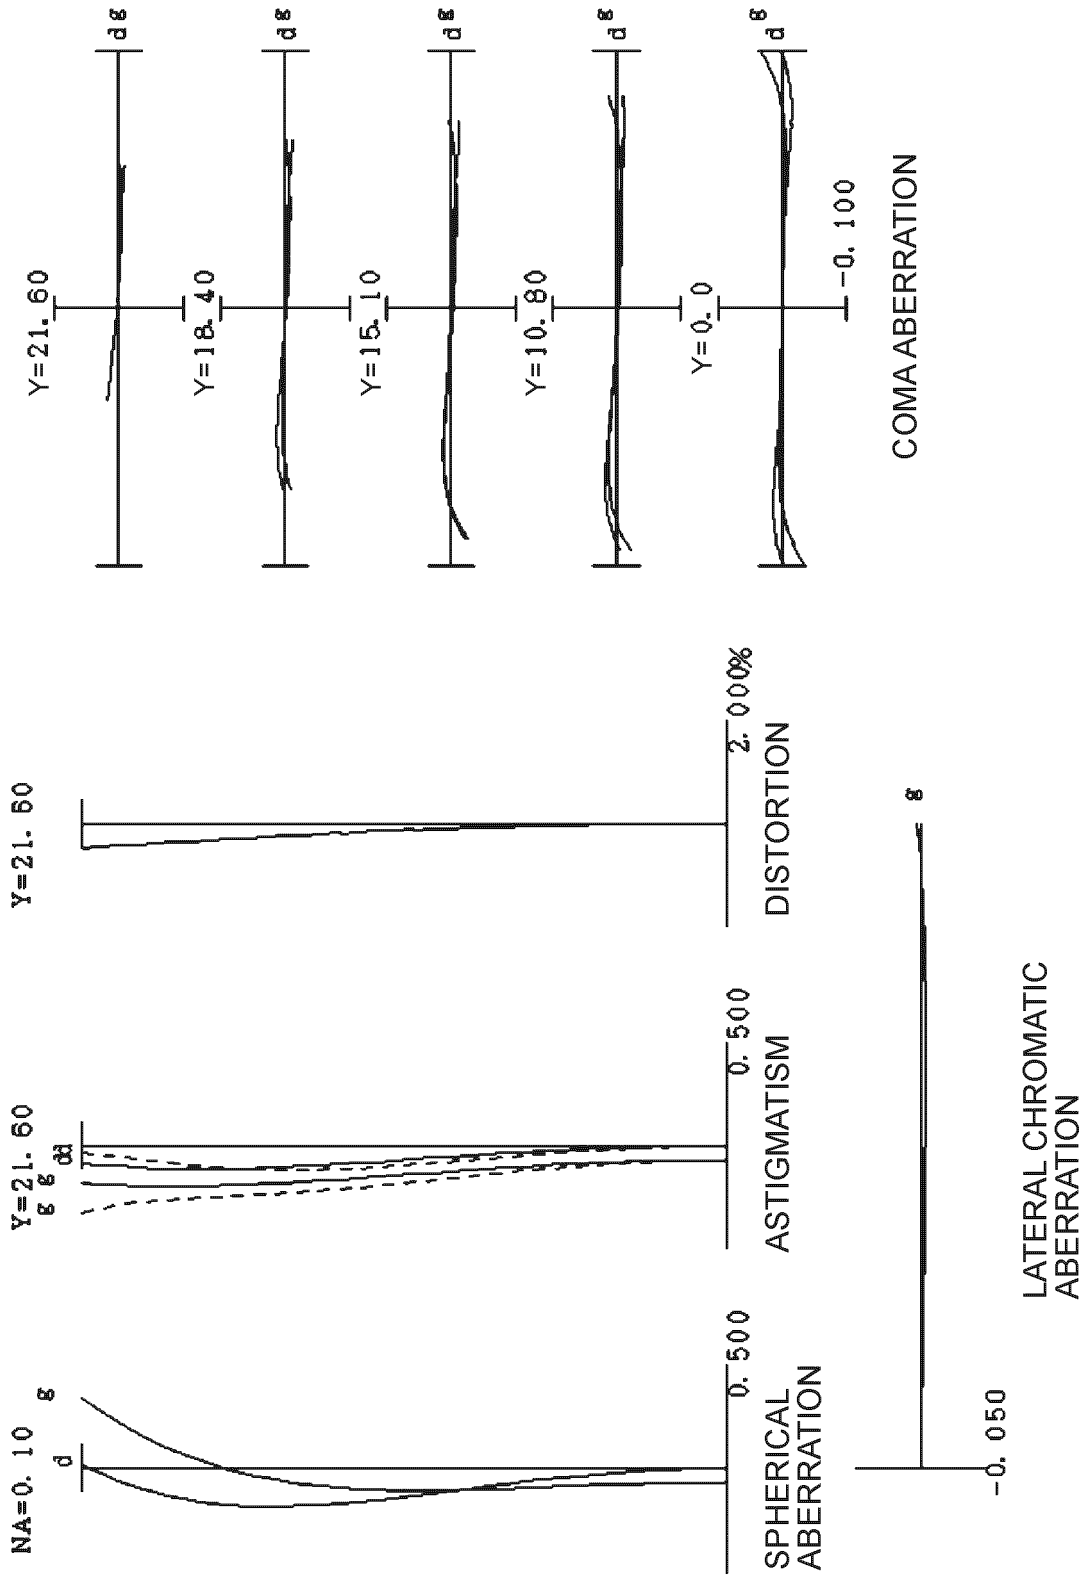 NA=0.10
d g
0.500
SPHERICAL
ABERRATION
Y=21.60
g g dd
0.500
ASTIGMATISM
Y=21.60
2.000%
DISTORTION
Y=21.60
d g
Y=18.40
d g
Y=15.10
d g
Y=10.80
d g
Y=0.0
d g
-0.100
COMA ABERRATION
g
-0.050
LATERAL CHROMATIC
ABERRATION